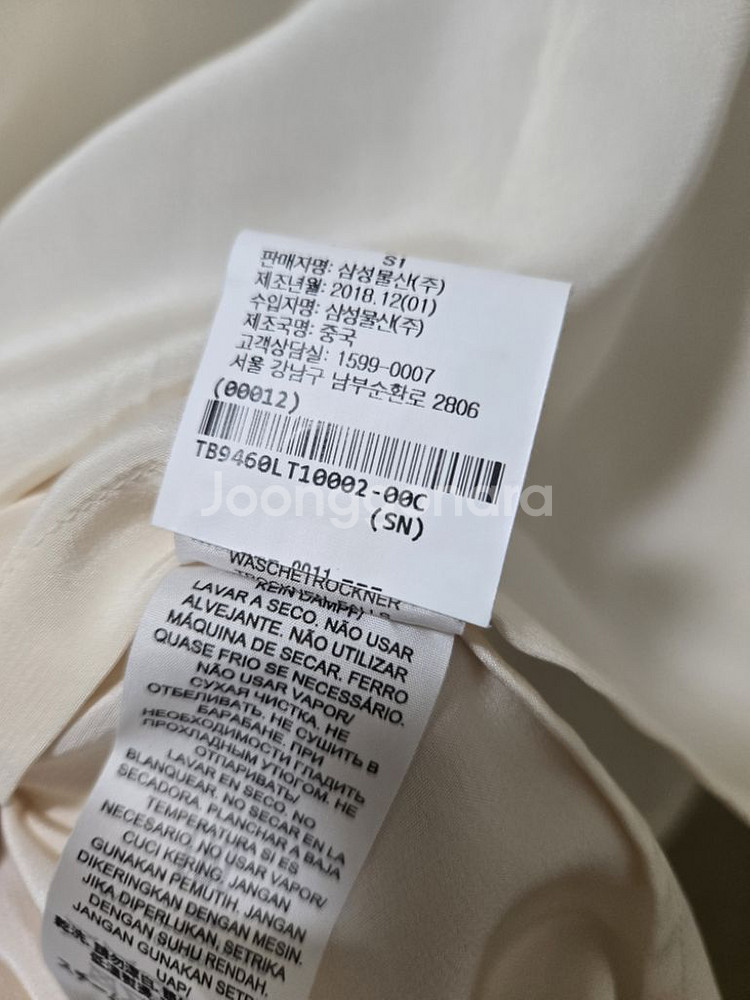 판매자명: 삼성물산(주)
제조년월: 2018.12(01)
수입자명: 삼성물산(주)
제조국명: 중국
고객상담실: 1599-0007
서울 강남구 남부순환로 2806
(00012)
TB9460LT10002-00C
(SN)
Joonggonara
WASCHETROCKNER
LAVAR A SECO. NÃO USAR
ALVEJANTE. NÃO UTILIZAR
MÁQUINA DE SECAR. FERRO
QUASE FRIO SE NECESSÁRIO.
NÃO USAR VAPOR/
СУХАЯ ЧИСТКА. НЕ
ОТБЕЛИВАТЬ. НЕ СУШИТЬ В
БАРАБАНЕ. ПРИ
НЕОБХОДИМОСТИ ГЛАДИТЬ
ПРОХЛАДНЫМ УТЮГОМ. НЕ
ОТПАРИВАТЬ/
LAVAR EN SECO. NO
BLANQUEAR. NO SECAR EN LA
SECADORA. PLANCHAR A BAJA
TEMPERATURA SI ES
NECESARIO. NO USAR VAPOR/
CUCI KERING. JANGAN
GUNAKAN PEMUTIH. JANGAN
DIKERINGKAN DENGAN MESIN.
JIKA DIPERLUKAN, SETRIKA
DENGAN SUHU RENDAH.
JANGAN GUNAKAN SETR
UAP/